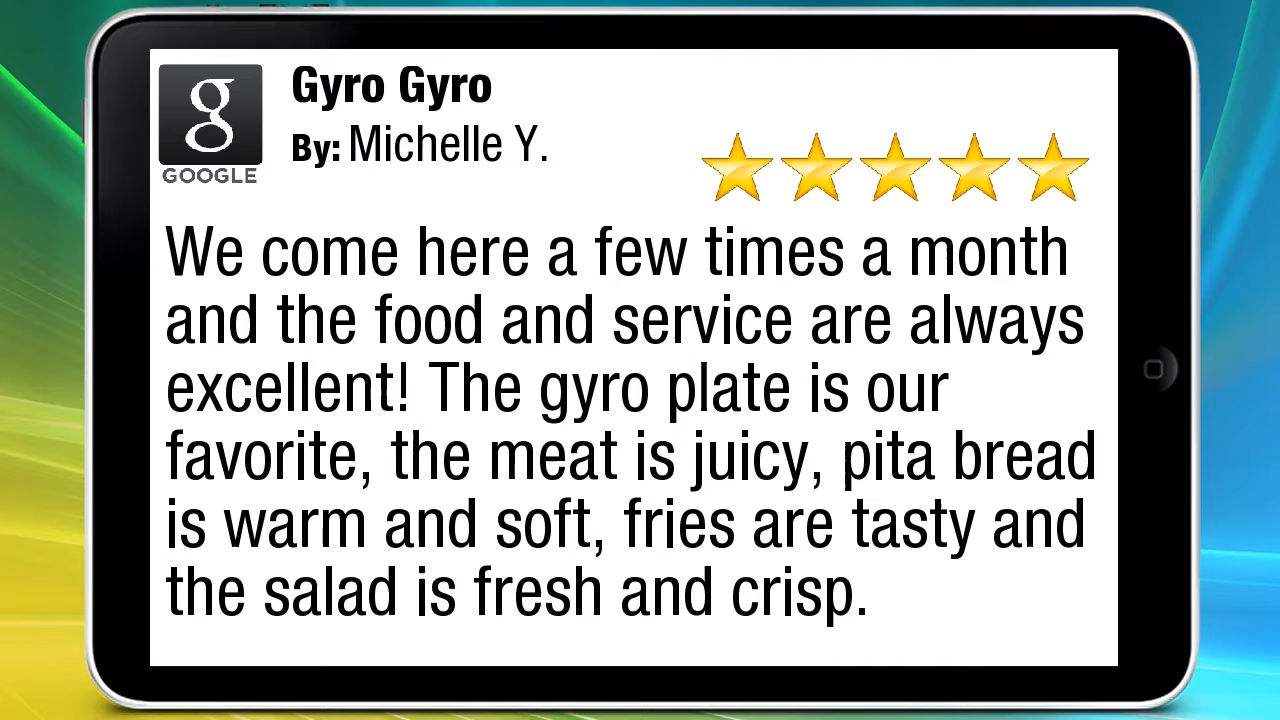 g
GOOGLE
Gyro Gyro
By: Michelle Y.
We come here a few times a month
and the food and service are always
excellent! The gyro plate is our
favorite, the meat is juicy, pita bread
is warm and soft, fries are tasty and
the salad is fresh and crisp.